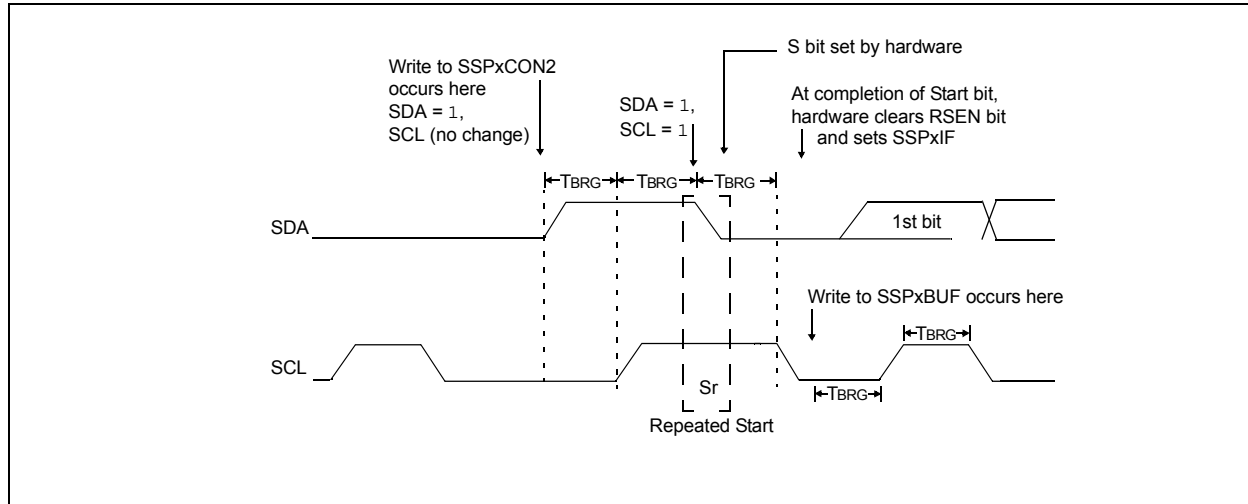 S bit set by hardware
Write to SSPxCON2
occurs here
SDA = 1,
SCL (no change)
SDA = 1,
SCL = 1
At completion of Start bit,
hardware clears RSEN bit
and sets SSPxIF
TBRG TBRG TBRG
SDA
1st bit
Write to SSPxBUF occurs here
TBRG
SCL
Sr
TBRG
Repeated Start